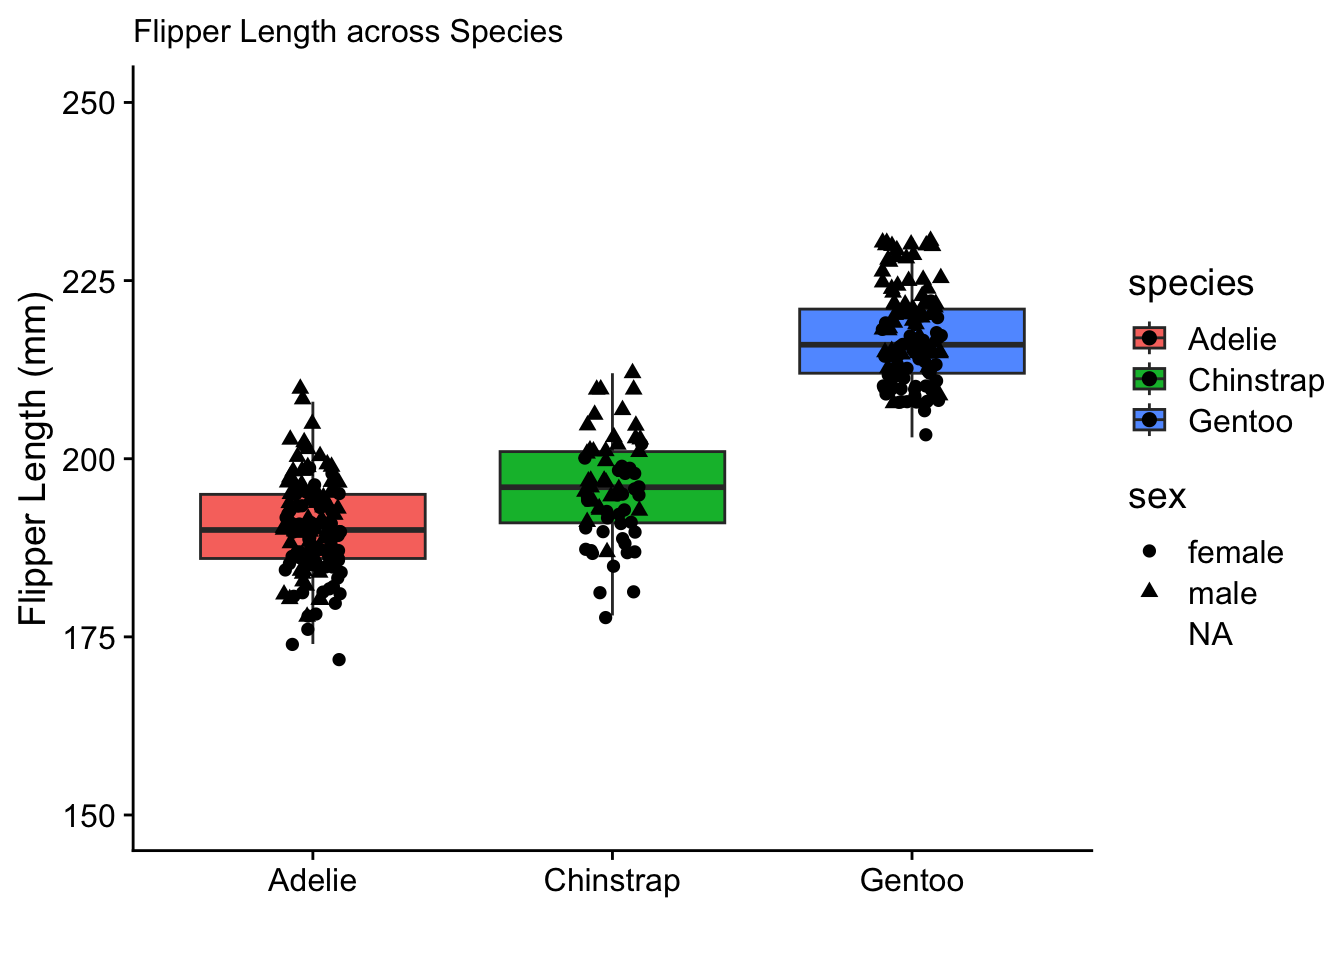 Flipper Length across Species
Flipper Length (mm)
250
225
200
175
150
Adelie
Chinstrap
Gentoo
species
Adelie
Chinstrap
Gentoo
sex
female
male
NA